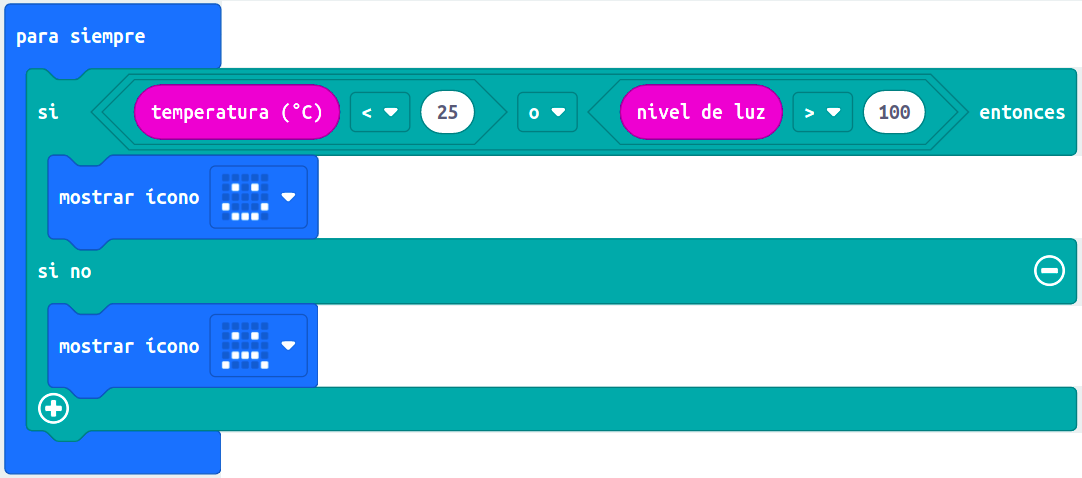 para siempre
si temperatura (°C) < 25 o nivel de luz > 100 entonces
mostrar ícono
si no
mostrar ícono